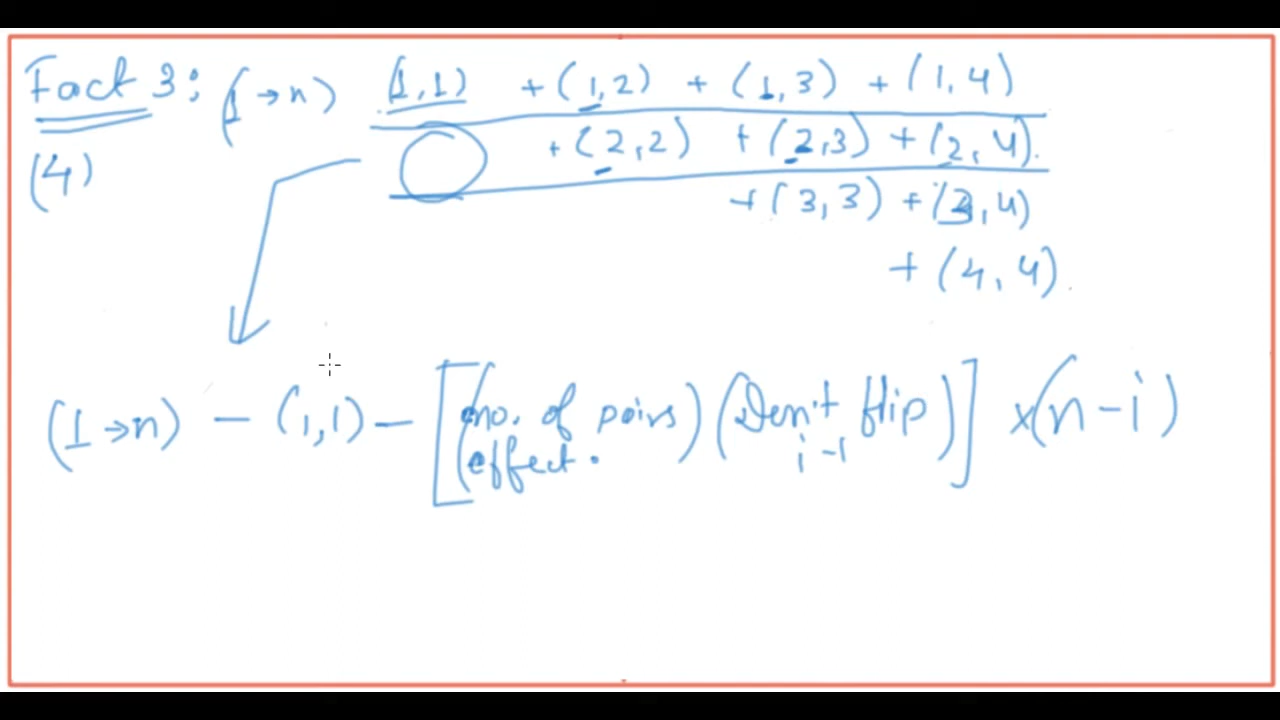 Fact 3: (1→n) (1,1) +(1,2) + (1,3) + (1,4)
(4) +(2,2) + (2,3) + (2,4).
+(3,3) + (3,4)
+ (4,4).
(1→n) - (1,1) - [(no. of pairs effect.) (Don't flip i-1)] x (n-i)